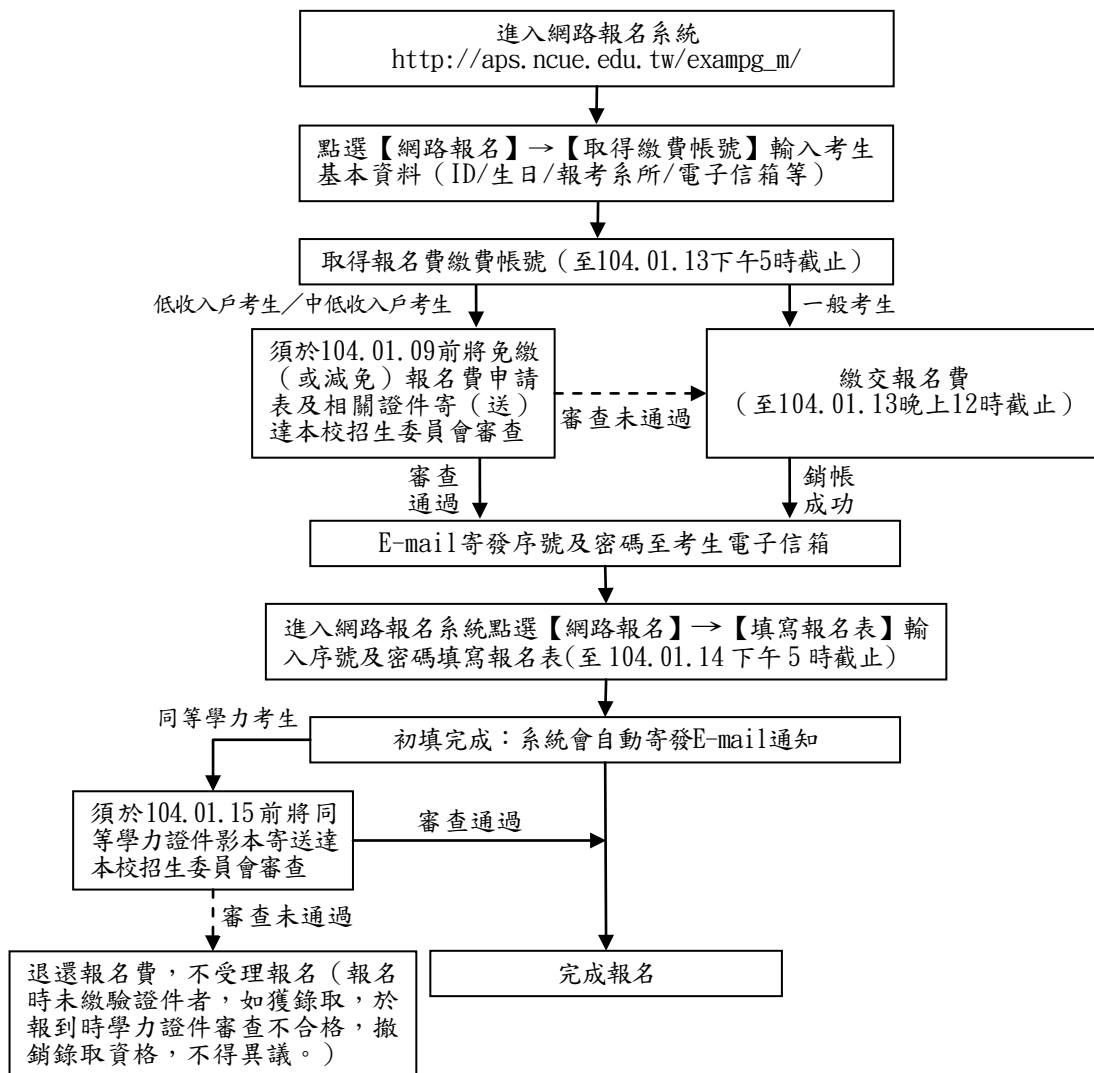 進入網路報名系統
http://aps.ncue.edu.tw/exampg_m/
點選【網路報名】→【取得繳費帳號】輸入考生
基本資料（ID/生日/報考系所/電子信箱等）
取得報名費繳費帳號（至104.01.13下午5時截止）
低收入戶考生／中低收入戶考生
一般考生
須於104.01.09前將免繳
（或減免）報名費申請
表及相關證件寄（送）
達本校招生委員會審查
審查未通過
繳交報名費
（至104.01.13晚上12時截止）
審查
通過
銷帳
成功
E-mail寄發序號及密碼至考生電子信箱
進入網路報名系統點選【網路報名】→【填寫報名表】輸
入序號及密碼填寫報名表(至 104.01.14 下午 5 時截止)
同等學力考生
初填完成：系統會自動寄發E-mail通知
須於104.01.15前將同
等學力證件影本寄送達
本校招生委員會審查
審查通過
審查未通過
退還報名費，不受理報名（報名
時未繳驗證件者，如獲錄取，於
報到時學力證件審查不合格，撤
銷錄取資格，不得異議。）
完成報名